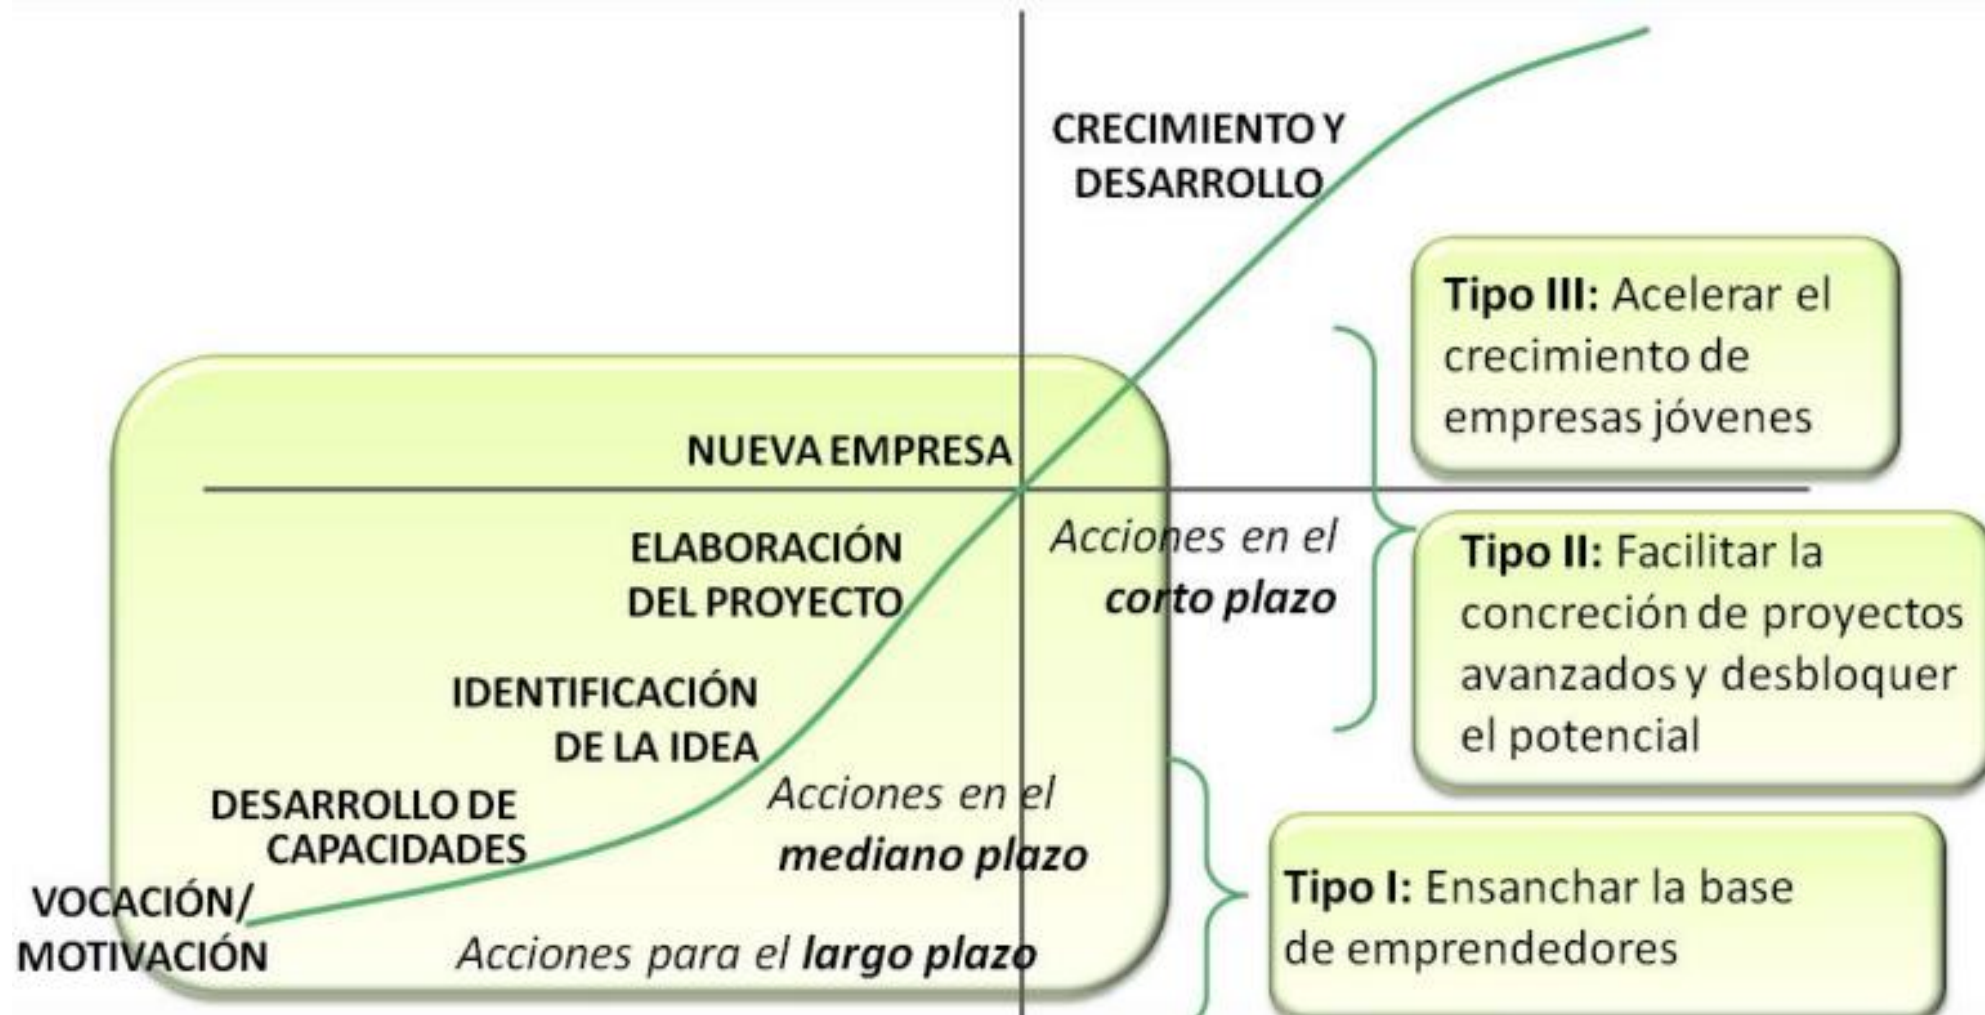 CRECIMIENTO Y
DESARROLLO
Tipo III: Acelerar el
crecimiento de
empresas jóvenes
NUEVA EMPRESA
ELABORACIÓN
DEL PROYECTO
Acciones en el
corto plazo
Tipo II: Facilitar la
concreción de proyectos
avanzados y desbloquer
el potencial
IDENTIFICACIÓN
DE LA IDEA
Acciones en el
mediano plazo
DESARROLLO DE
CAPACIDADES
VOCACIÓN/
MOTIVACIÓN
Acciones para el largo plazo
Tipo I: Ensanchar la base
de emprendedores